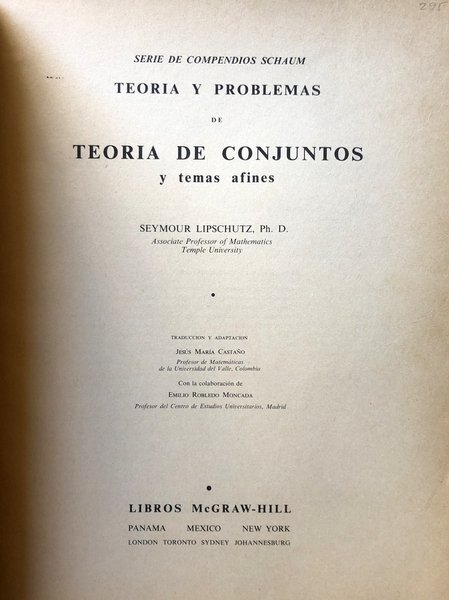 295
SERIE DE COMPENDIOS SCHAUM
TEORIA Y PROBLEMAS
DE
TEORIA DE CONJUNTOS
y temas afines
SEYMOUR LIPSCHUTZ, Ph. D.
Associate Professor of Mathematics
Temple University
TRADUCCION Y ADAPTACION
JESÚS MARÍA CASTAÑO
Profesor de Matemáticas
de la Universidad del Valle, Colombia
Con la colaboración de
EMILIO ROBLEDO MONCADA
Profesor del Centro de Estudios Universitarios, Madrid
LIBROS McGRAW-HILL
PANAMA MEXICO NEW YORK
LONDON TORONTO SYDNEY JOHANNESBURG